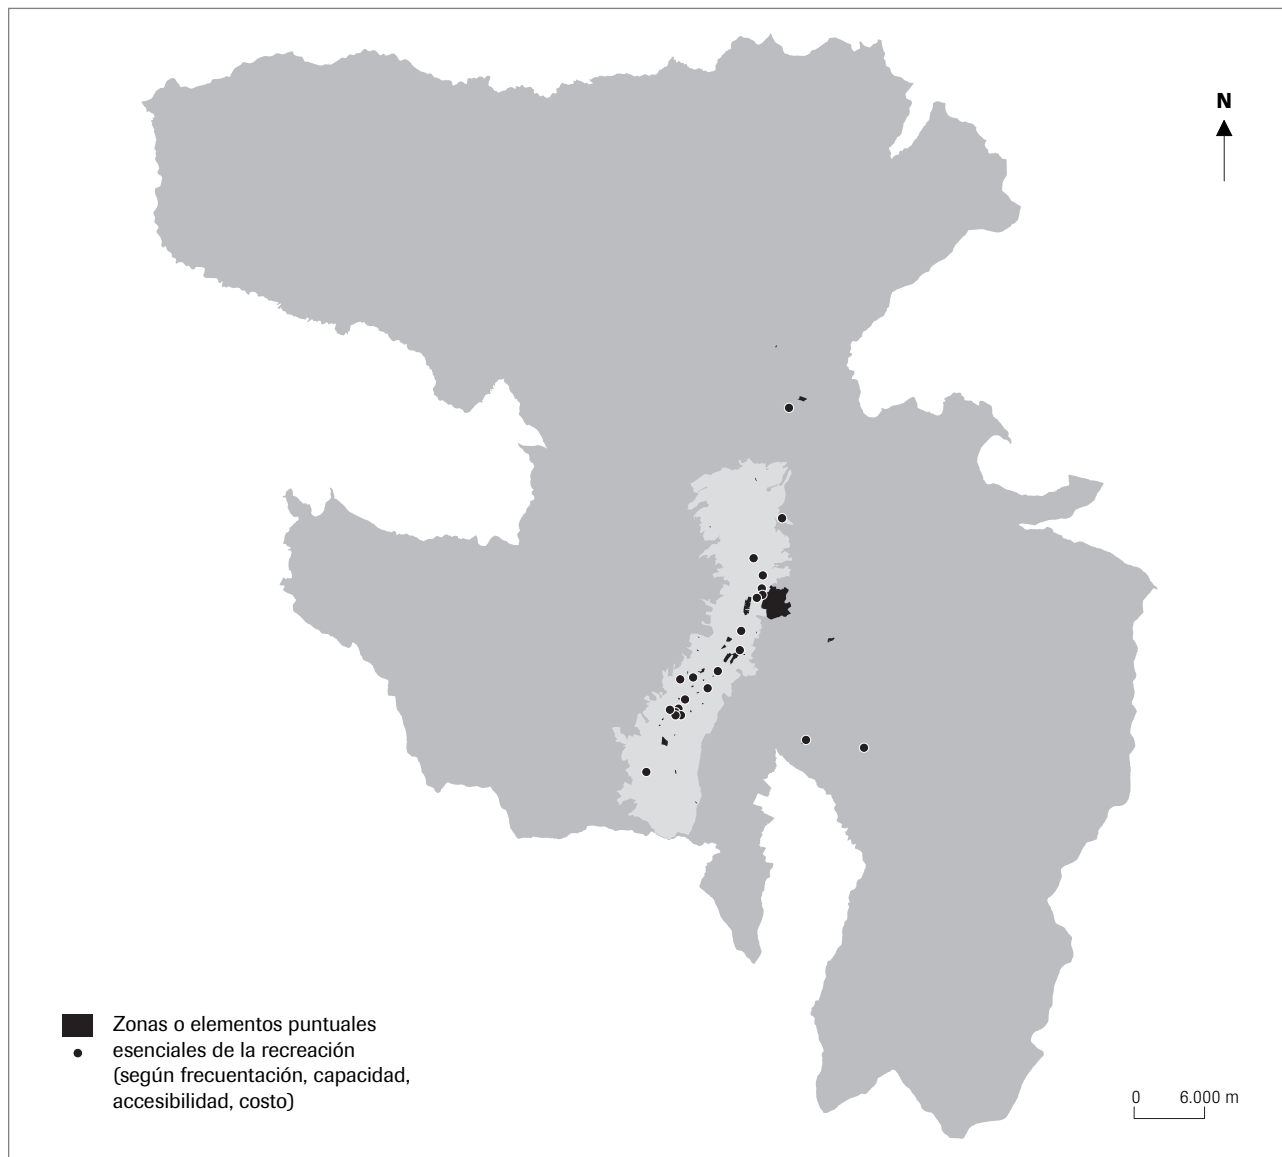 N
Zonas o elementos puntuales
esenciales de la recreación
(según frecuentación, capacidad,
accesibilidad, costo)
0 6.000 m